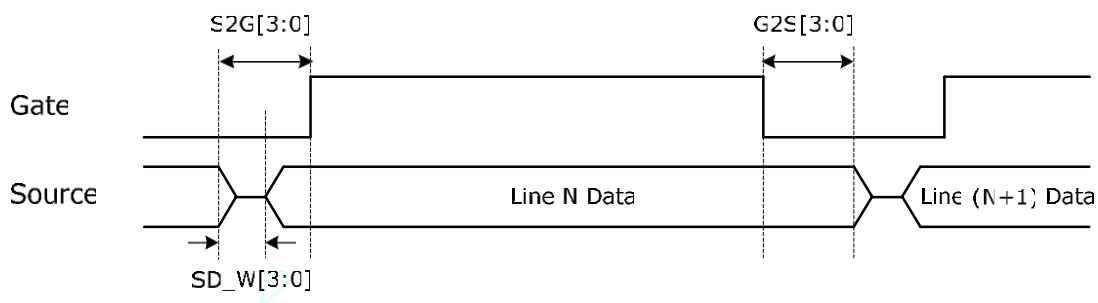 S2G[3:0] G2S[3:0]
Gate
Source Line N Data Line (N+1) Data
SD_W[3:0]